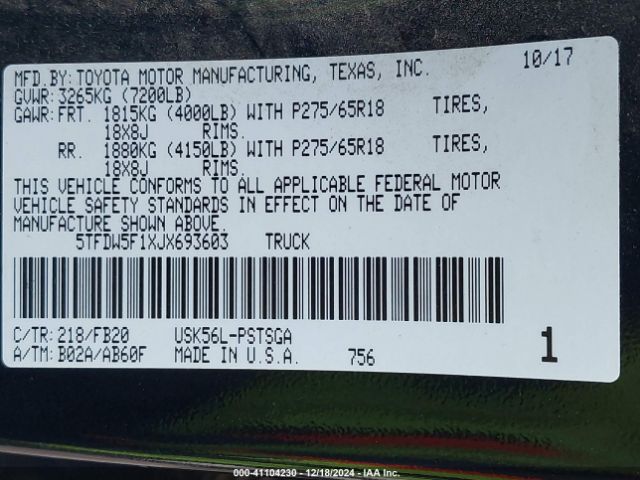 MFD.BY: TOYOTA MOTOR MANUFACTURING, TEXAS, INC. 10/17
GVWR: 3265KG (7200LB)
GAWR: FRT. 1815KG (4000LB) WITH P275/65R18 TIRES,
18X8J RIMS.
RR. 1880KG (4150LB) WITH P275/65R18 TIRES,
18X8J RIMS.
THIS VEHICLE CONFORMS TO ALL APPLICABLE FEDERAL MOTOR
VEHICLE SAFETY STANDARDS IN EFFECT ON THE DATE OF
MANUFACTURE SHOWN ABOVE.
5TFDW5F1XJX693603 TRUCK
C/TR: 218/FB20 USK56L-PSTSGA
A/TM: B02A/AB60F MADE IN U.S.A. 756 1
000-41104230 - 12/18/2024 - IAA Inc.